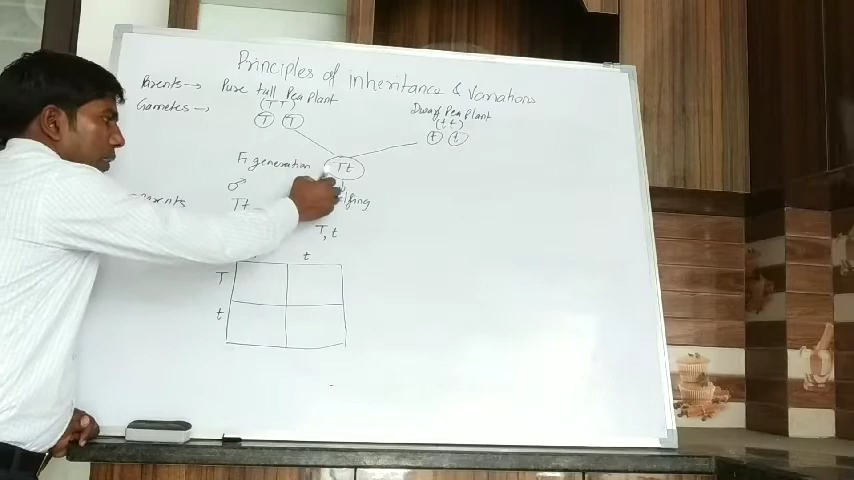 Principles of Inheritance & Variations
Parents → Pure tall Pea Plant
(TT)
Dwarf Pea Plant
(tt)
Gametes →
T T
t t
F1 generation Tt
♂
Tt
T, t
t
T
t